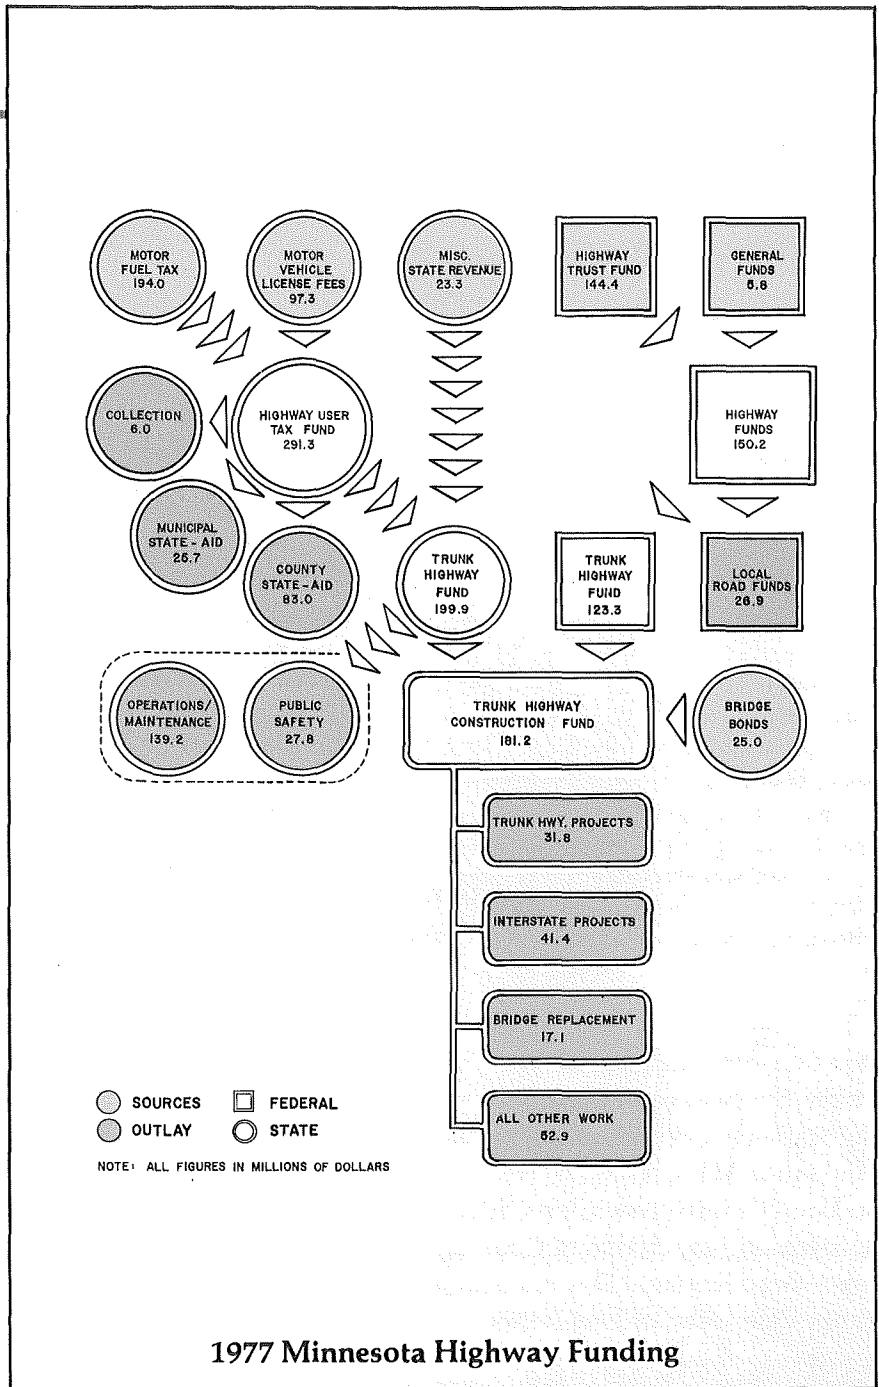 MOTOR
FUEL TAX
194.0
MOTOR
VEHICLE
LICENSE FEES
97.3
MISC.
STATE REVENUE
23.3
HIGHWAY
TRUST FUND
144.4
GENERAL
FUNDS
5.8
COLLECTION
6.0
HIGHWAY USER
TAX FUND
291.3
HIGHWAY
FUNDS
150.2
MUNICIPAL
STATE-AID
25.7
COUNTY
STATE-AID
83.0
TRUNK
HIGHWAY
FUND
199.9
TRUNK
HIGHWAY
FUND
123.3
LOCAL
ROAD FUNDS
26.9
OPERATIONS/
MAINTENANCE
139.2
PUBLIC
SAFETY
27.8
TRUNK HIGHWAY
CONSTRUCTION FUND
181.2
BRIDGE
BONDS
25.0
TRUNK HWY. PROJECTS
31.8
INTERSTATE PROJECTS
41.4
BRIDGE REPLACEMENT
17.1
ALL OTHER WORK
52.9
SOURCES
FEDERAL
OUTLAY
STATE
NOTE: ALL FIGURES IN MILLIONS OF DOLLARS
1977 Minnesota Highway Funding